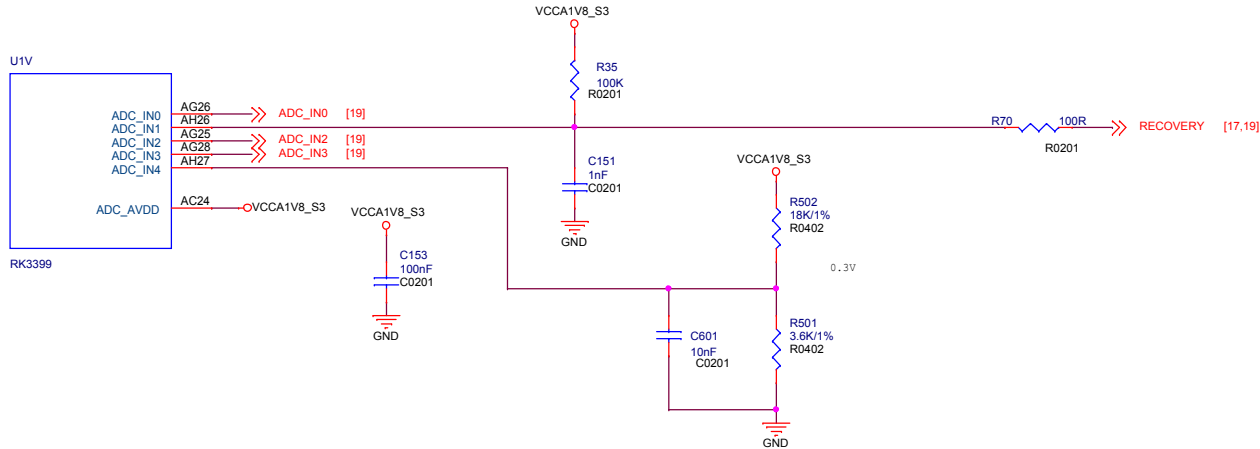 VCCA1V8_S3
U1V
R35
100K
R0201
ADC_IN0 AG26 ADC_IN0 [19]
ADC_IN1 AH26
R70 100R RECOVERY [17,19]
R0201
ADC_IN2 AG25 ADC_IN2 [19]
ADC_IN3 AG28 ADC_IN3 [19]
ADC_IN4 AH27
C151
1nF
C0201
GND
VCCA1V8_S3
ADC_AVDD AC24 VCCA1V8_S3
VCCA1V8_S3
R502
18K/1%
R0402
RK3399
C153
100nF
C0201
GND
0.3V
C601
10nF
C0201
R501
3.6K/1%
R0402
GND